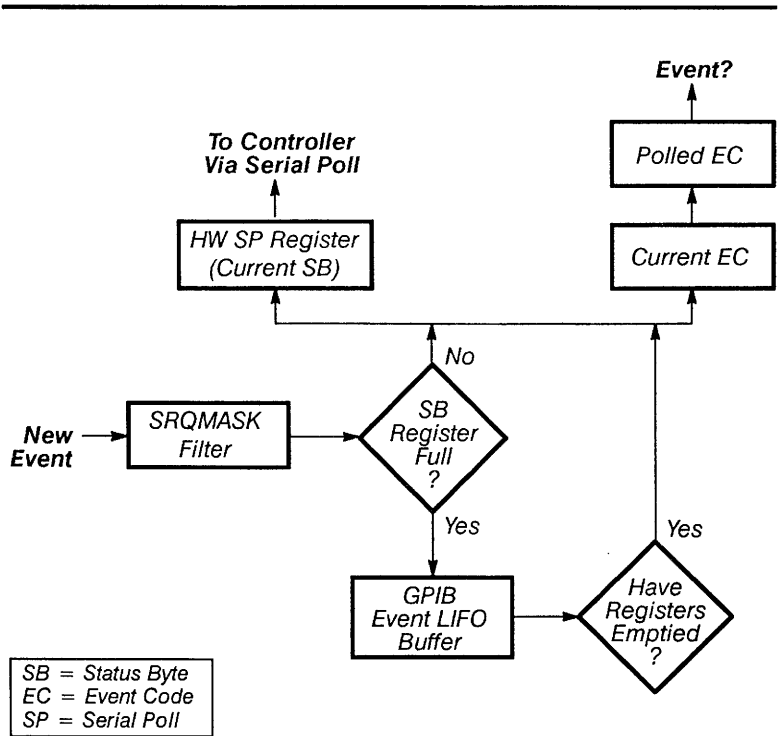 Event?
To Controller
Via Serial Poll
Polled EC
HW SP Register
(Current SB)
Current EC
No
New
Event
SRQMASK
Filter
SB
Register
Full
?
Yes
Yes
GPIB
Event LIFO
Buffer
Have
Registers
Emptied
?
SB = Status Byte
EC = Event Code
SP = Serial Poll